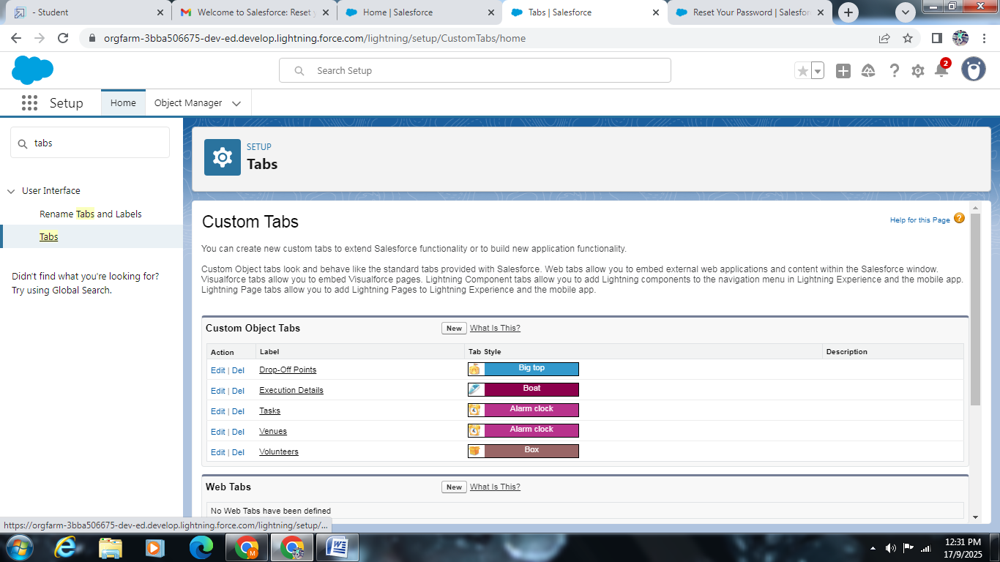 - Student
Welcome to Salesforce: Reset y
Home | Salesforce
Tabs | Salesforce
Reset Your Password | Salesfor
orgfarm-3bba506675-dev-ed.develop.lightning.force.com/lightning/setup/CustomTabs/home
Search Setup
2
Setup
Home
Object Manager
tabs
User Interface
Rename Tabs and Labels
Tabs
Didn't find what you're looking for?
Try using Global Search.
SETUP
Tabs
Custom Tabs
Help for this Page ?
You can create new custom tabs to extend Salesforce functionality or to build new application functionality.
Custom Object tabs look and behave like the standard tabs provided with Salesforce. Web tabs allow you to embed external web applications and content within the Salesforce window.
Visualforce tabs allow you to embed Visualforce pages. Lightning Component tabs allow you to add Lightning components to the navigation menu in Lightning Experience and the mobile app.
Lightning Page tabs allow you to add Lightning Pages to Lightning Experience and the mobile app.
Custom Object Tabs New What Is This?
Action Label Tab Style Description
Edit | Del Drop-Off Points Big top
Edit | Del Execution Details Boat
Edit | Del Tasks Alarm clock
Edit | Del Venues Alarm clock
Edit | Del Volunteers Box
Web Tabs New What Is This?
No Web Tabs have been defined
https://orgfarm-3bba506675-dev-ed.develop.lightning.force.com/lightning/setup/...
M
12:31 PM
17/9/2025